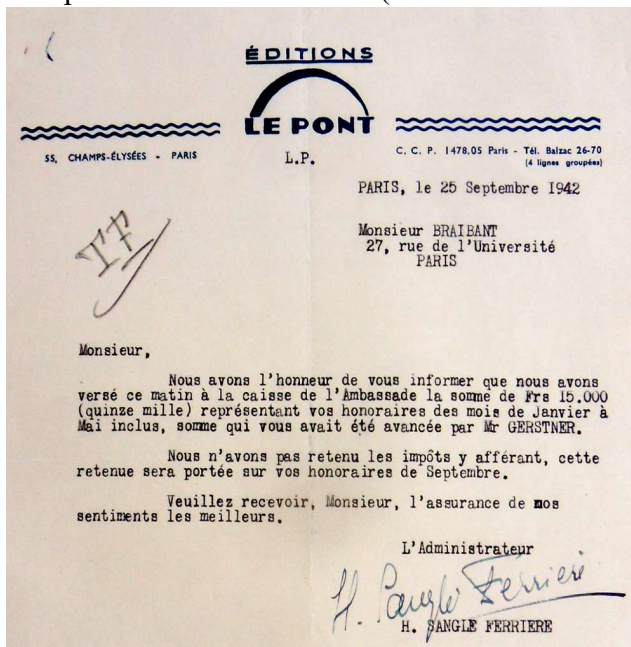 ÉDITIONS
LE PONT
55, CHAMPS-ÉLYSÉES - PARIS
L.P.
C. C. P. 1478.05 Paris - Tél. Balzac 26-70
(4 lignes groupées)
PARIS, le 25 Septembre 1942
Monsieur BRAIBANT
27, rue de l'Université
PARIS
TF
Monsieur,
Nous avons l'honneur de vous informer que nous avons
versé ce matin à la caisse de l'Ambassade la somme de Frs 15.000
(quinze mille) représentant vos honoraires des mois de Janvier à
Mai inclus, somme qui vous avait été avancée par Mr GERSTNER.
Nous n'avons pas retenu les impôts y afférant, cette
retenue sera portée sur vos honoraires de Septembre.
Veuillez recevoir, Monsieur, l'assurance de nos
sentiments les meilleurs.
L'Administrateur
H. Sanglé Ferriere
H. SANGLE FERRIERE